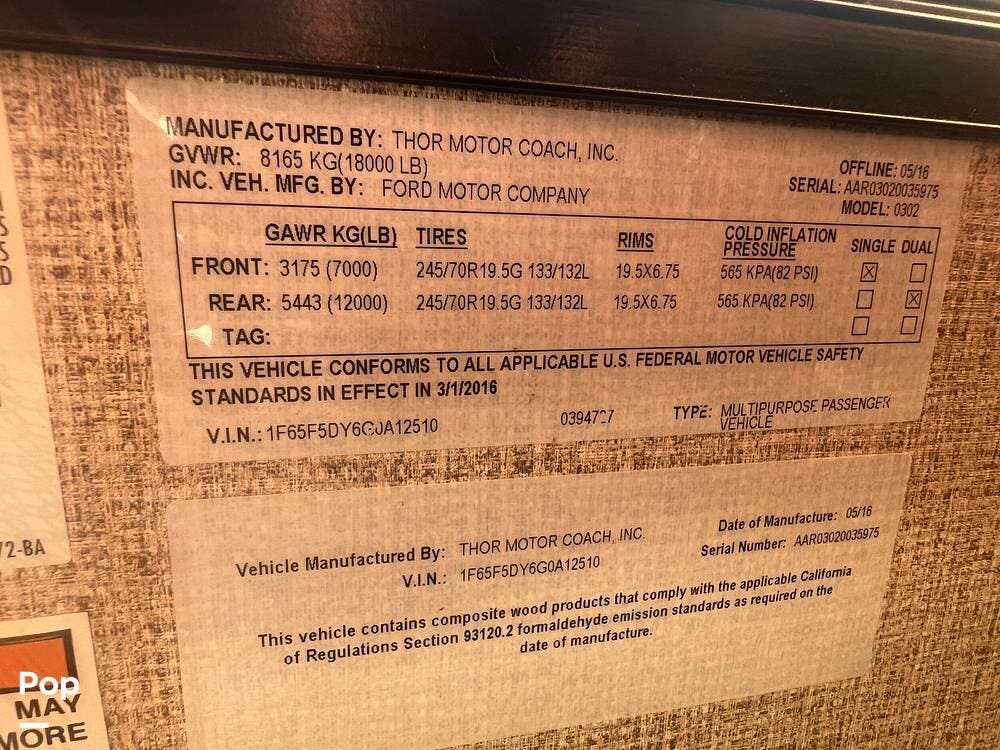 MANUFACTURED BY: THOR MOTOR COACH, INC.
GVWR: 8165 KG(18000 LB)
INC. VEH. MFG. BY: FORD MOTOR COMPANY
OFFLINE: 05/16
SERIAL: AAR03020035975
MODEL: 0302
GAWR KG(LB) TIRES RIMS COLD INFLATION PRESSURE SINGLE DUAL
FRONT: 3175 (7000) 245/70R19.5G 133/132L 19.5X6.75 565 KPA(82 PSI) ☒ ☐
REAR: 5443 (12000) 245/70R19.5G 133/132L 19.5X6.75 565 KPA(82 PSI) ☐ ☒
TAG: ☐ ☐
THIS VEHICLE CONFORMS TO ALL APPLICABLE U.S. FEDERAL MOTOR VEHICLE SAFETY
STANDARDS IN EFFECT IN 3/1/2016
V.I.N.: 1F65F5DY6G0A12510 TYPE: MULTIPURPOSE PASSENGER
VEHICLE
Vehicle Manufactured By: THOR MOTOR COACH, INC.
V.I.N.: 1F65F5DY6G0A12510
Date of Manufacture: 05/16
Serial Number: AAR03020035975
This vehicle contains composite wood products that comply with the applicable California
of Regulations Section 93120.2 formaldehyde emission standards as required on the
date of manufacture.
72-BA
Pop
MAY
MORE